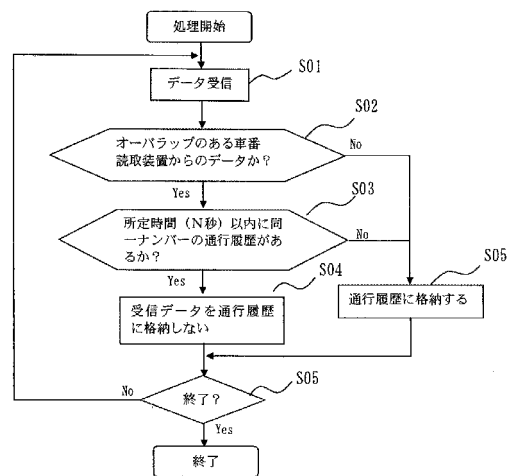 処理開始
S01
データ受信
S02
オーバラップのある車番
読取装置からのデータか？
No
Yes
S03
所定時間（N秒）以内に同
一ナンバーの通行履歴があ
るか？
No
Yes
S04
受信データを通行履歴
に格納しない
S05
通行履歴に格納する
S05
終了？
No
Yes
終了